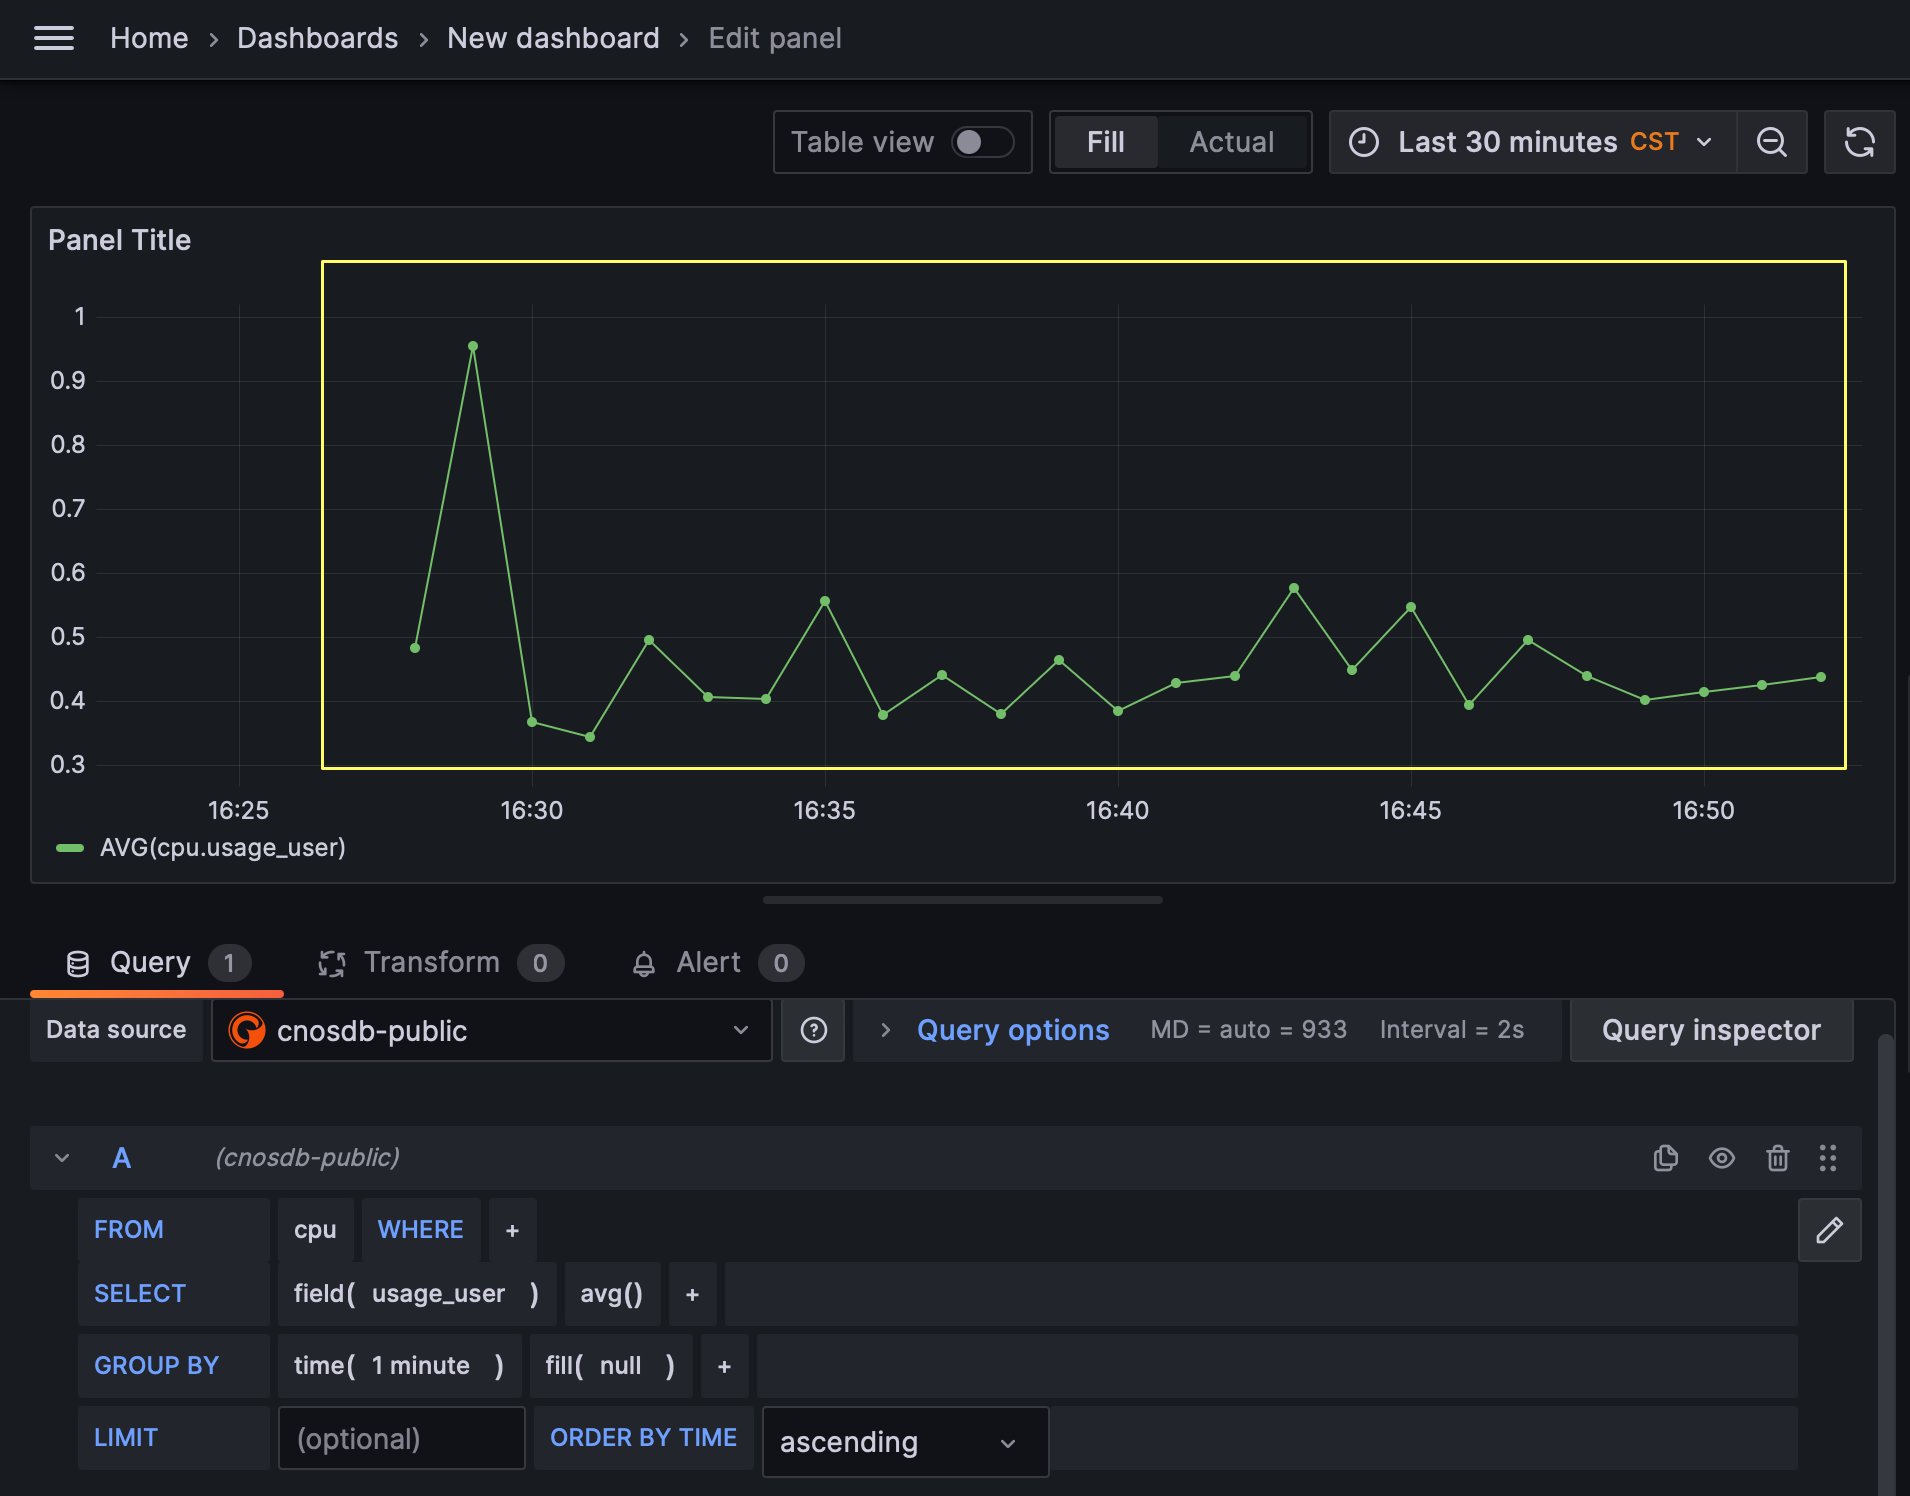 Home › Dashboards › New dashboard › Edit panel
Table view Fill Actual Last 30 minutes CST
Panel Title
1
0.9
0.8
0.7
0.6
0.5
0.4
0.3
16:25 16:30 16:35 16:40 16:45 16:50
AVG(cpu.usage_user)
Query 1 Transform 0 Alert 0
Data source cnosdb-public Query options MD = auto = 933 Interval = 2s Query inspector
A (cnosdb-public)
FROM cpu WHERE +
SELECT field( usage_user ) avg() +
GROUP BY time( 1 minute ) fill( null ) +
LIMIT (optional) ORDER BY TIME ascending